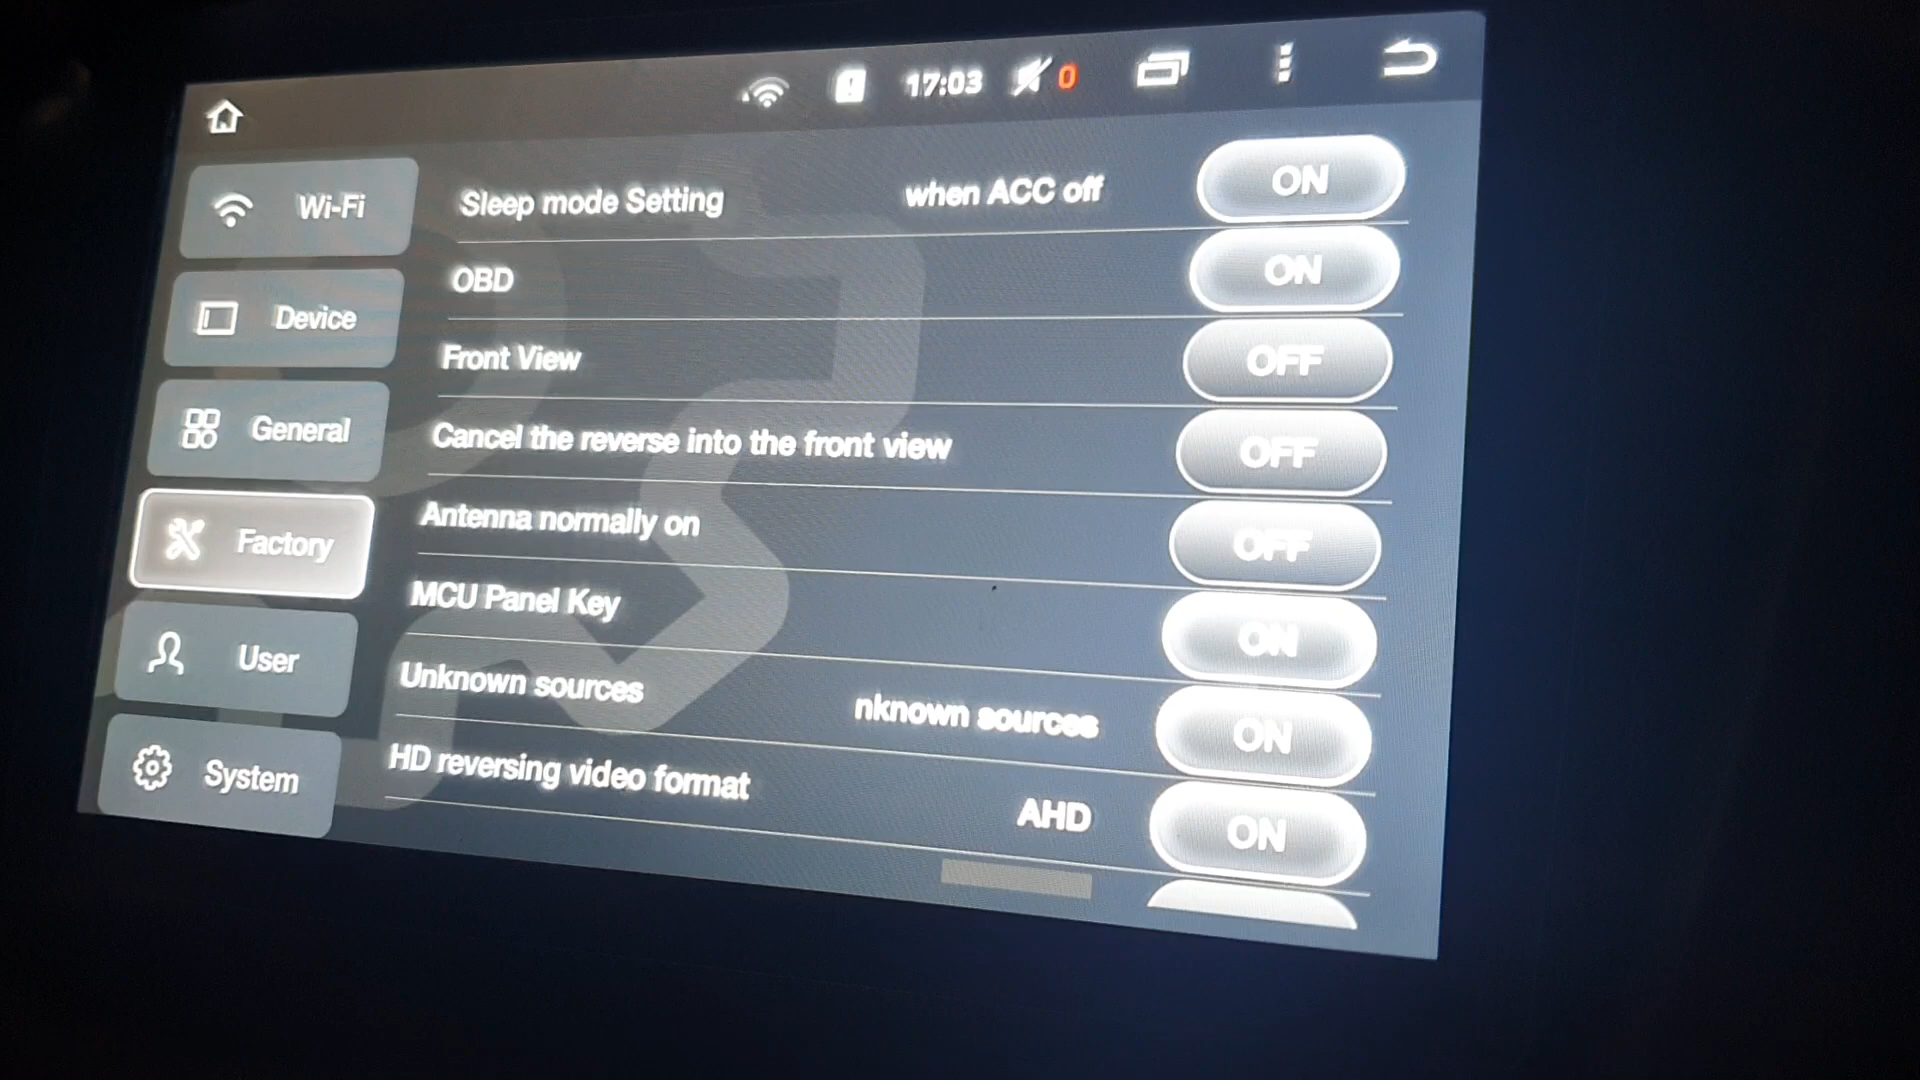 17:03 0
Wi-Fi
Device
General
Factory
User
System
Sleep mode Setting when ACC off ON
OBD ON
Front View OFF
Cancel the reverse into the front view OFF
Antenna normally on OFF
MCU Panel Key ON
Unknown sources nknown sources ON
HD reversing video format AHD ON